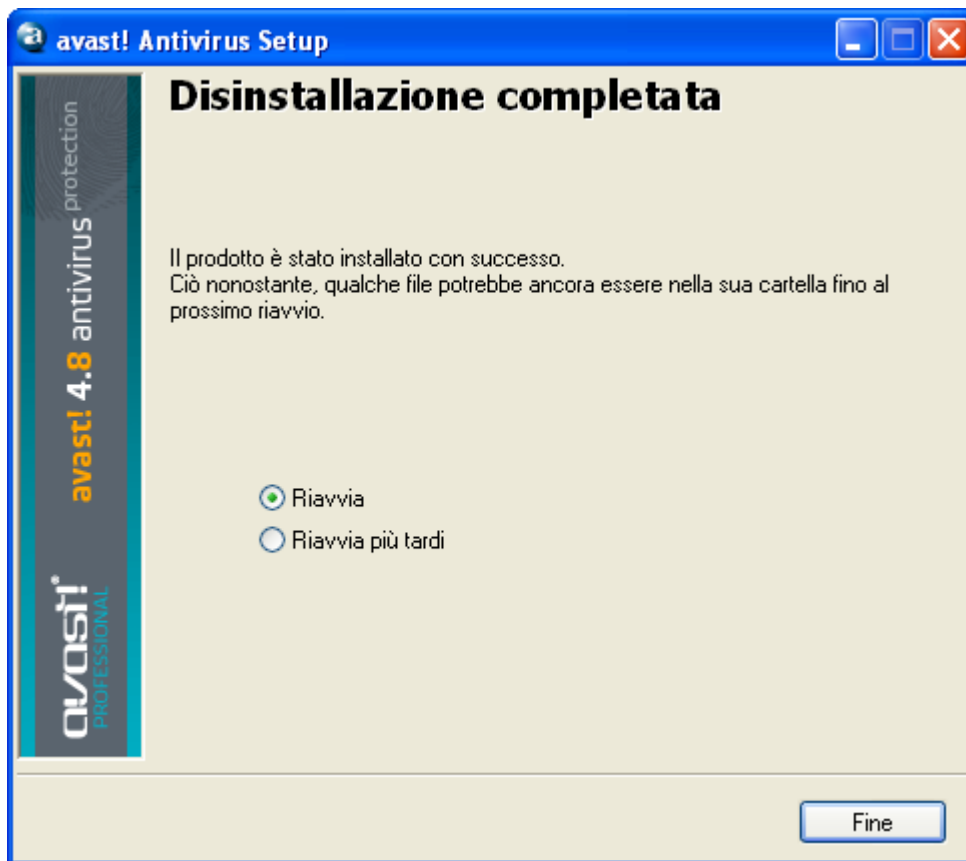 avast! Antivirus Setup
Disinstallazione completata
avast! 4.8 antivirus protection
avast!®
PROFESSIONAL
Il prodotto è stato installato con successo.
Ciò nonostante, qualche file potrebbe ancora essere nella sua cartella fino al
prossimo riavvio.
Riavvia
Riavvia più tardi
Fine